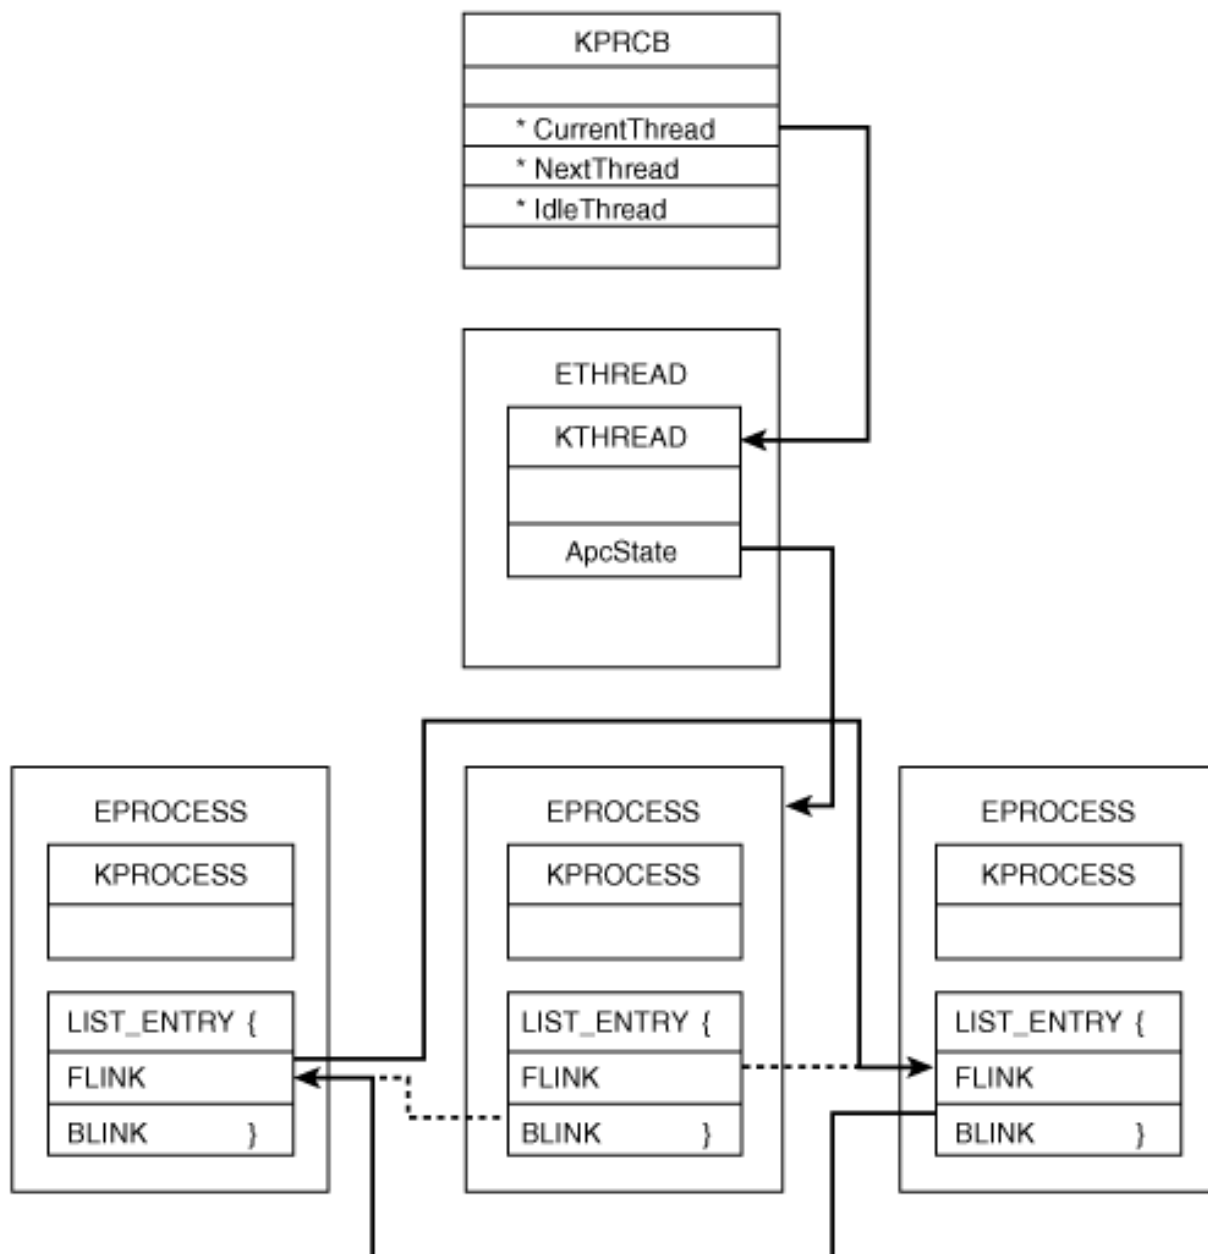 KPRCB
* CurrentThread
* NextThread
* IdleThread
ETHREAD
KTHREAD
ApcState
EPROCESS
KPROCESS
LIST_ENTRY {
FLINK
BLINK }
EPROCESS
KPROCESS
LIST_ENTRY {
FLINK
BLINK }
EPROCESS
KPROCESS
LIST_ENTRY {
FLINK
BLINK }